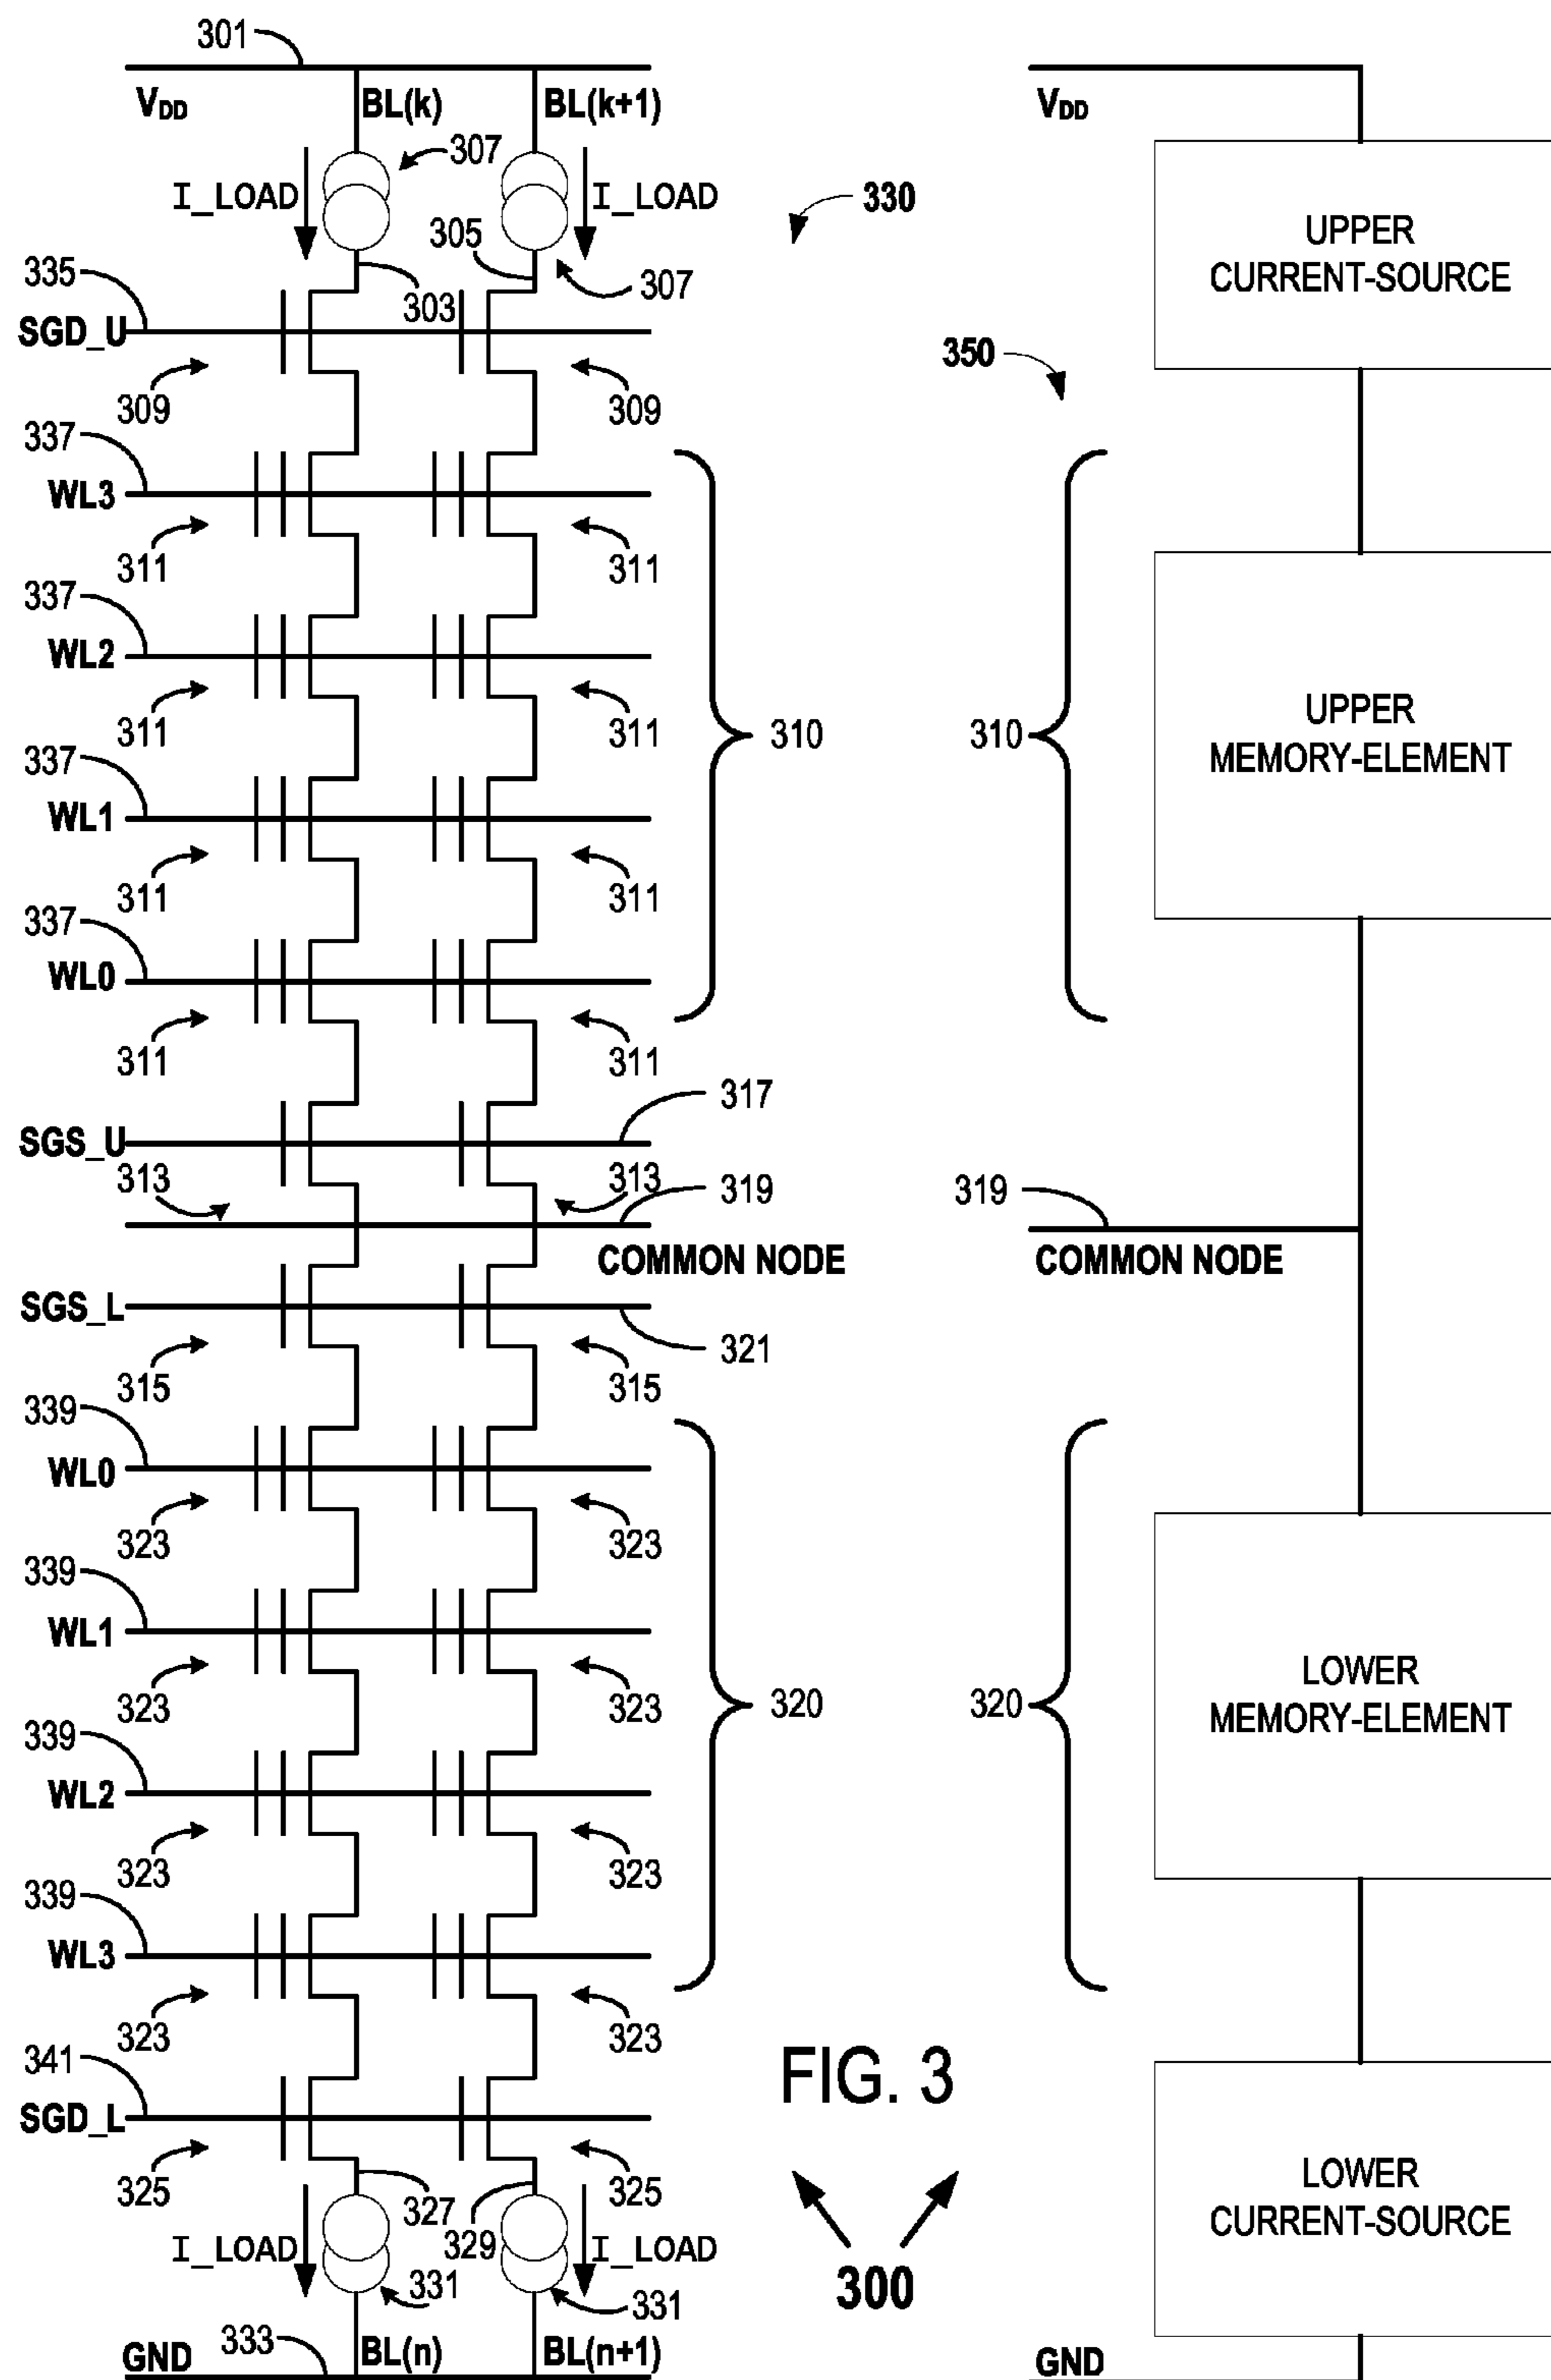 301
V_DD BL(k) BL(k+1) V_DD
307
I_LOAD I_LOAD 330 UPPER
CURRENT-SOURCE
305
335 303 307
SGD_U
350
309 309
337
WL3
311 311
337
WL2 UPPER
MEMORY-ELEMENT
311 310 310 311
337
WL1
311 311
337
WL0
311 311
317
SGS_U
313 313 319 319
COMMON NODE COMMON NODE
SGS_L
321
315 315
339
WL0
323 323
339
WL1 LOWER
MEMORY-ELEMENT
323 323 320 320
339
WL2
323 323
339
WL3
323 323
341 FIG. 3
SGD_L
325 327 325 LOWER
CURRENT-SOURCE
I_LOAD 329 I_LOAD
331 331 300
GND 333 BL(n) BL(n+1) GND